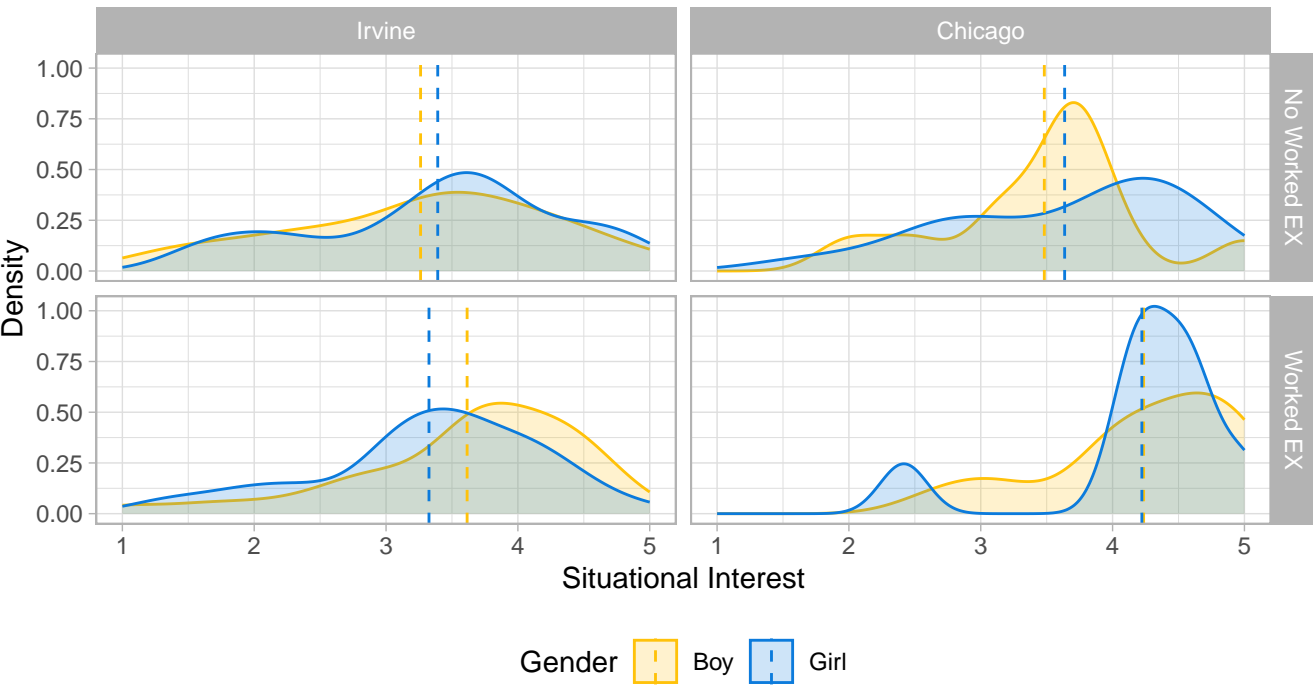 Irvine
Chicago
1.00
0.75
0.50
0.25
0.00
No Worked EX
1.00
0.75
0.50
0.25
0.00
Worked EX
Density
1 2 3 4 5
1 2 3 4 5
Situational Interest
Gender Boy Girl